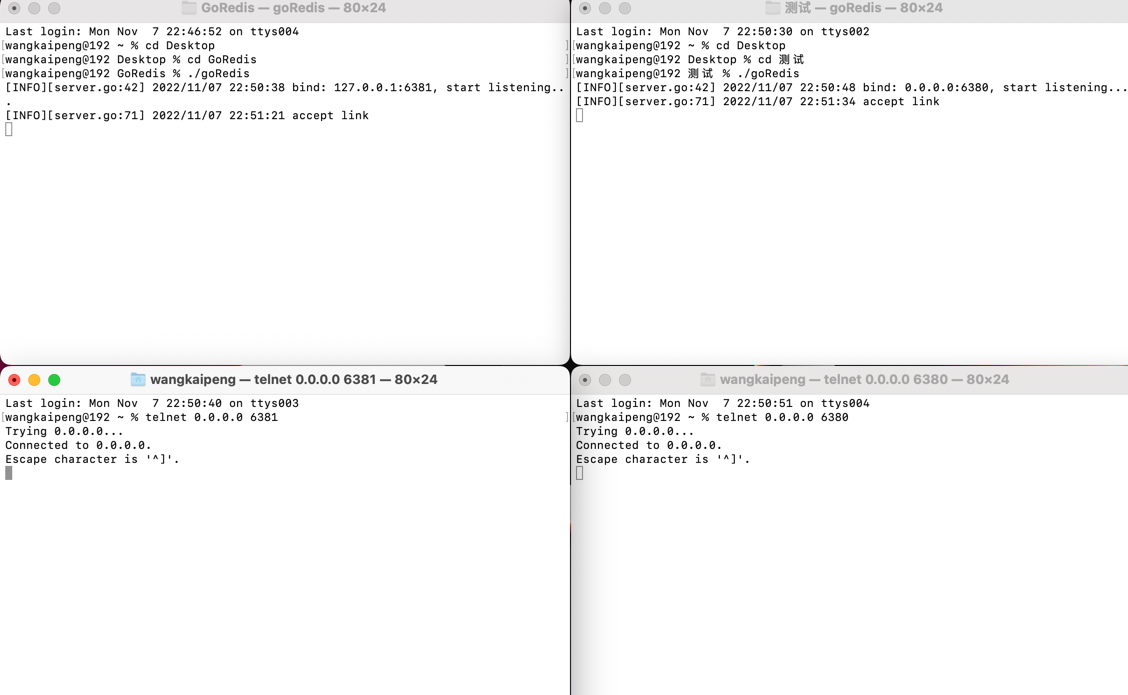 GoRedis — goRedis — 80×24
Last login: Mon Nov  7 22:46:52 on ttys004
[wangkaipeng@192 ~ % cd Desktop ]
[wangkaipeng@192 Desktop % cd GoRedis ]
[wangkaipeng@192 GoRedis % ./goRedis ]
[INFO][server.go:42] 2022/11/07 22:50:38 bind: 127.0.0.1:6381, start listening..
.
[INFO][server.go:71] 2022/11/07 22:51:21 accept link
测试 — goRedis — 80×24
Last login: Mon Nov  7 22:50:30 on ttys002
[wangkaipeng@192 ~ % cd Desktop
[wangkaipeng@192 Desktop % cd 测试
[wangkaipeng@192 测试 % ./goRedis
[INFO][server.go:42] 2022/11/07 22:50:48 bind: 0.0.0.0:6380, start listening...
[INFO][server.go:71] 2022/11/07 22:51:34 accept link
wangkaipeng — telnet 0.0.0.0 6381 — 80×24
Last login: Mon Nov  7 22:50:40 on ttys003
[wangkaipeng@192 ~ % telnet 0.0.0.0 6381 ]
Trying 0.0.0.0...
Connected to 0.0.0.0.
Escape character is '^]'.
wangkaipeng — telnet 0.0.0.0 6380 — 80×24
Last login: Mon Nov  7 22:50:51 on ttys004
[wangkaipeng@192 ~ % telnet 0.0.0.0 6380
Trying 0.0.0.0...
Connected to 0.0.0.0.
Escape character is '^]'.